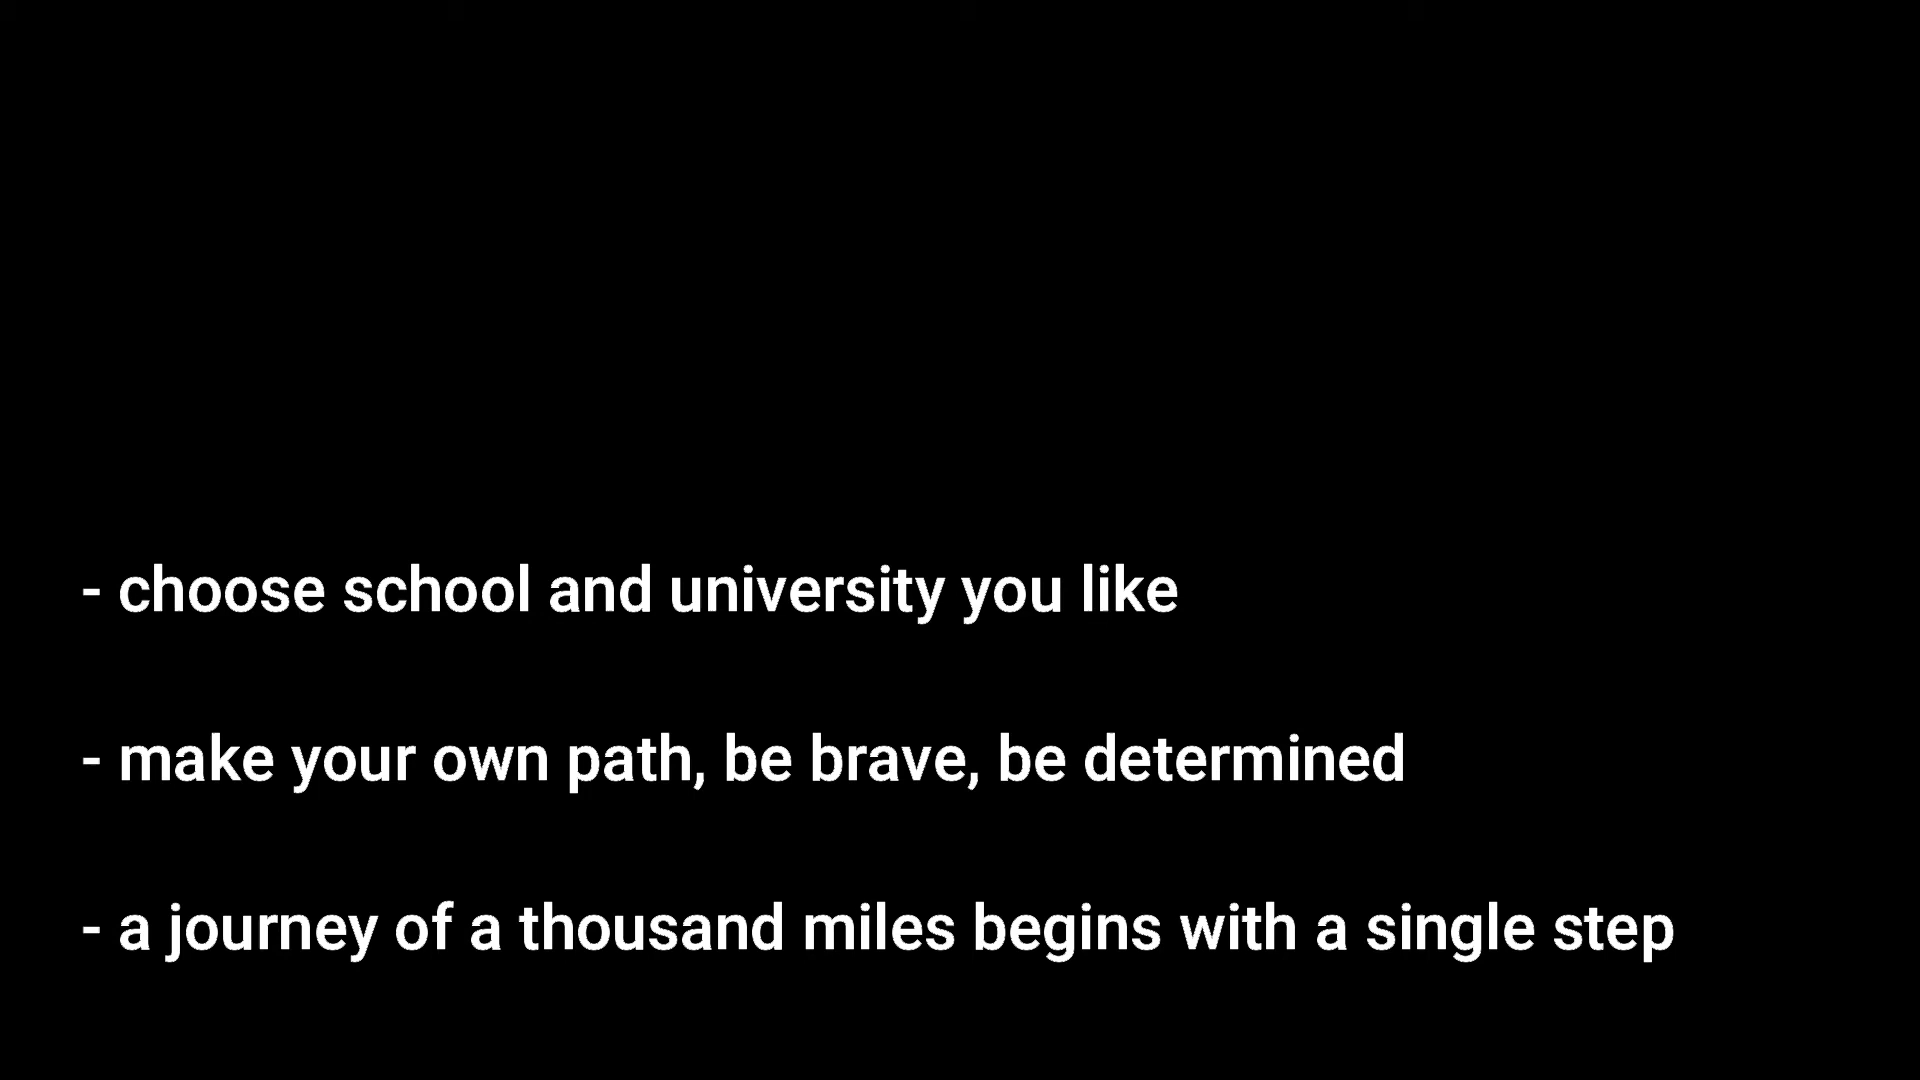 - choose school and university you like
- make your own path, be brave, be determined
- a journey of a thousand miles begins with a single step